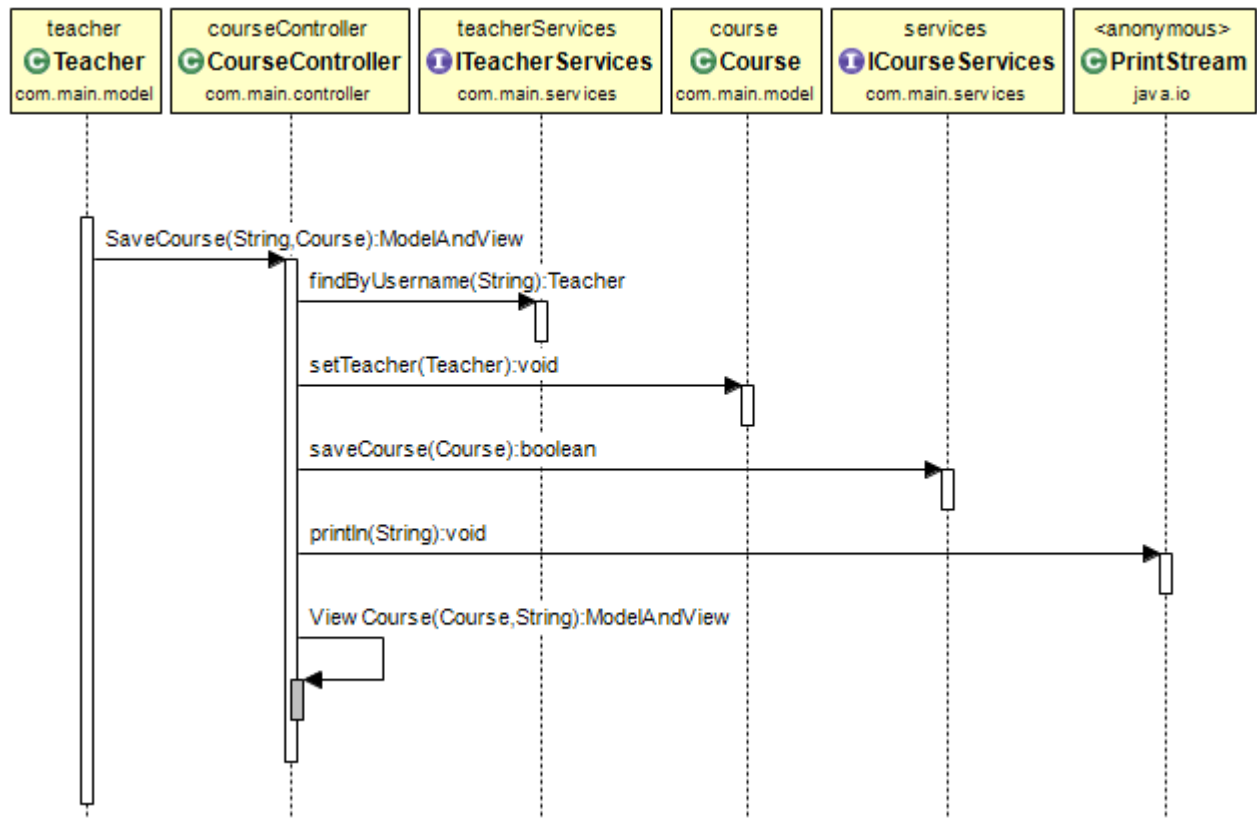 teacher
C Teacher
com.main.model
courseController
C CourseController
com.main.controller
teacherServices
I ITeacherServices
com.main.services
course
C Course
com.main.model
services
I ICourseServices
com.main.services
<anonymous>
C PrintStream
java.io
SaveCourse(String,Course):ModelAndView
findByUsername(String):Teacher
setTeacher(Teacher):void
saveCourse(Course):boolean
println(String):void
View Course(Course,String):ModelAndView